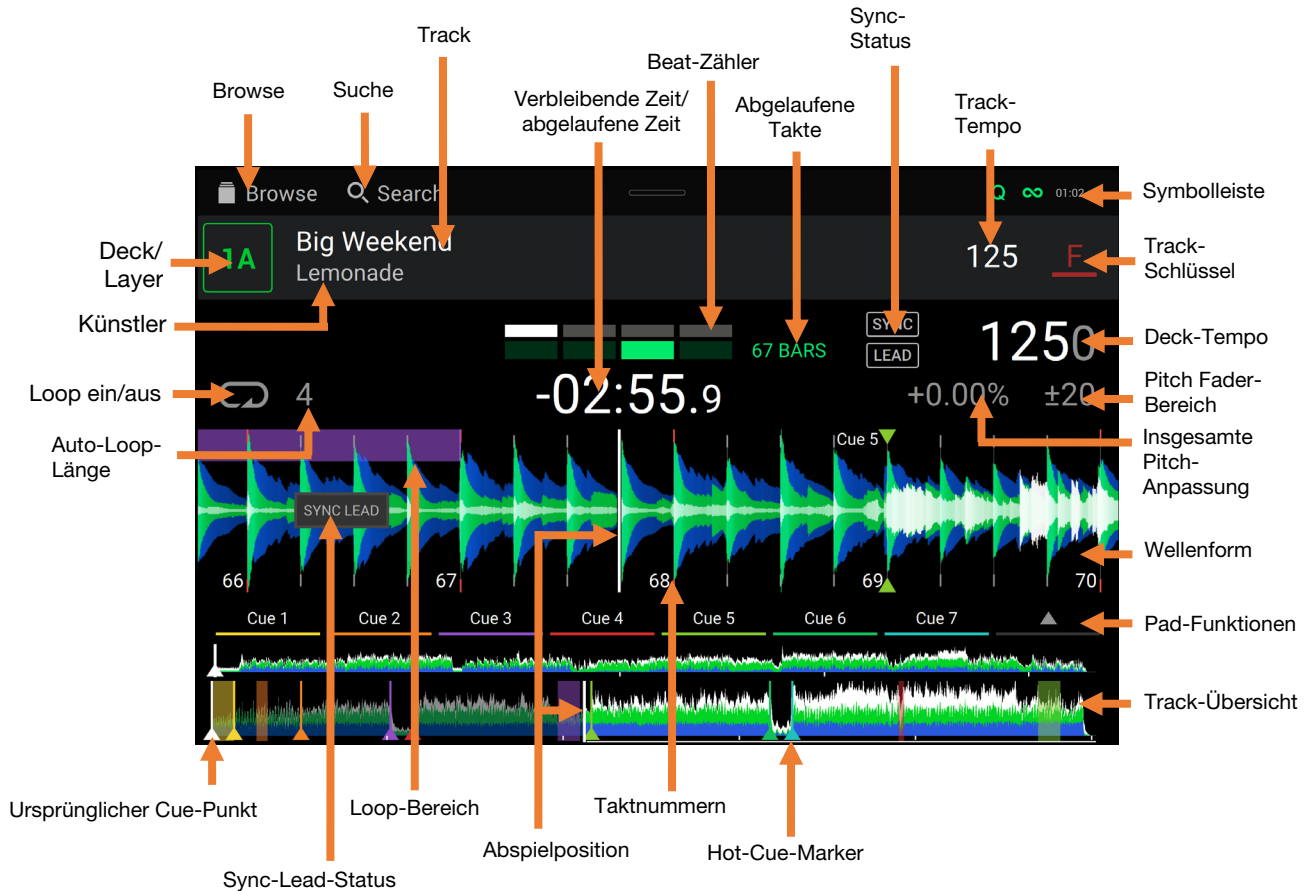 Sync-
Status
Track
Beat-Zähler
Browse
Suche
Verbleibende Zeit/
abgelaufene Zeit
Abgelaufene
Takte
Track-
Tempo
Browse
Search
Q ∞ 01:02
Symbolleiste
Deck/
Layer
1A
Big Weekend
Lemonade
125
F
Track-
Schlüssel
Künstler
67 BARS
SYNC
LEAD
1250
Deck-Tempo
Loop ein/aus
4
-02:55.9
+0.00%
±20
Pitch Fader-
Bereich
Auto-Loop-
Länge
Cue 5
Insgesamte
Pitch-
Anpassung
SYNC LEAD
Wellenform
66
67
68
69
70
Cue 1
Cue 2
Cue 3
Cue 4
Cue 5
Cue 6
Cue 7
Pad-Funktionen
Track-Übersicht
Ursprünglicher Cue-Punkt
Loop-Bereich
Taktnummern
Abspielposition
Hot-Cue-Marker
Sync-Lead-Status